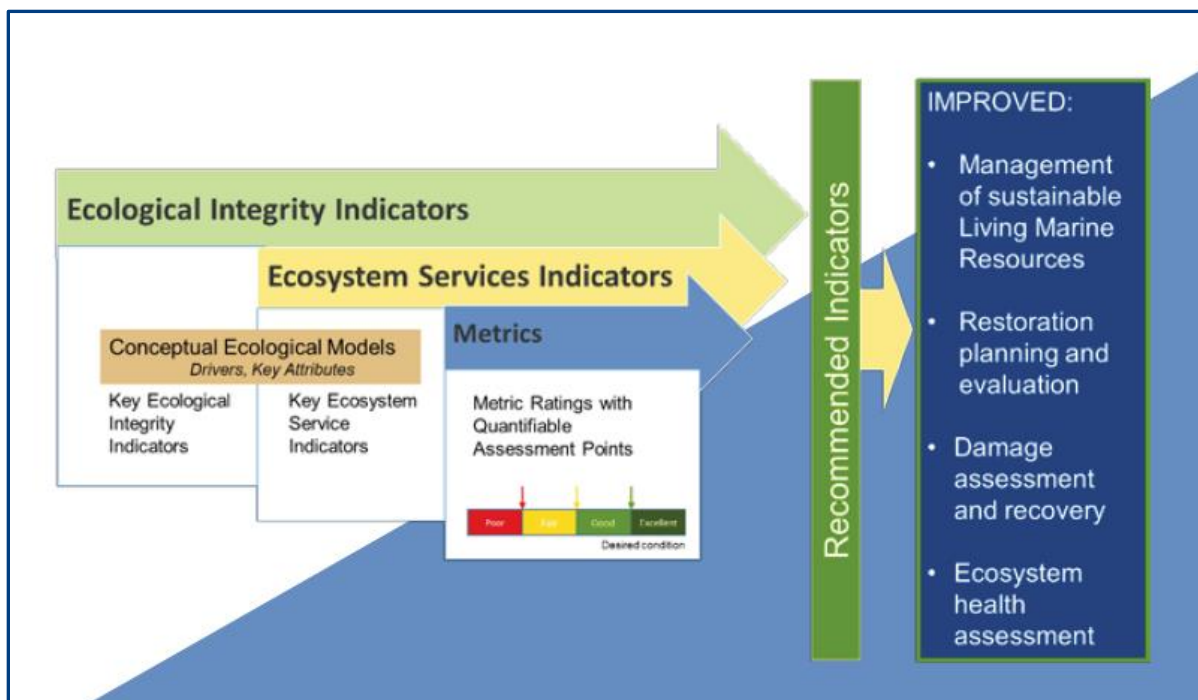 Ecological Integrity Indicators
Ecosystem Services Indicators
Metrics
Conceptual Ecological Models
Drivers, Key Attributes
Key Ecological
Integrity
Indicators
Key Ecosystem
Service
Indicators
Metric Ratings with
Quantifiable
Assessment Points
Poor
Fair
Good
Excellent
Desired condition
Recommended Indicators
IMPROVED:
• Management
of sustainable
Living Marine
Resources
• Restoration
planning and
evaluation
• Damage
assessment
and recovery
• Ecosystem
health
assessment